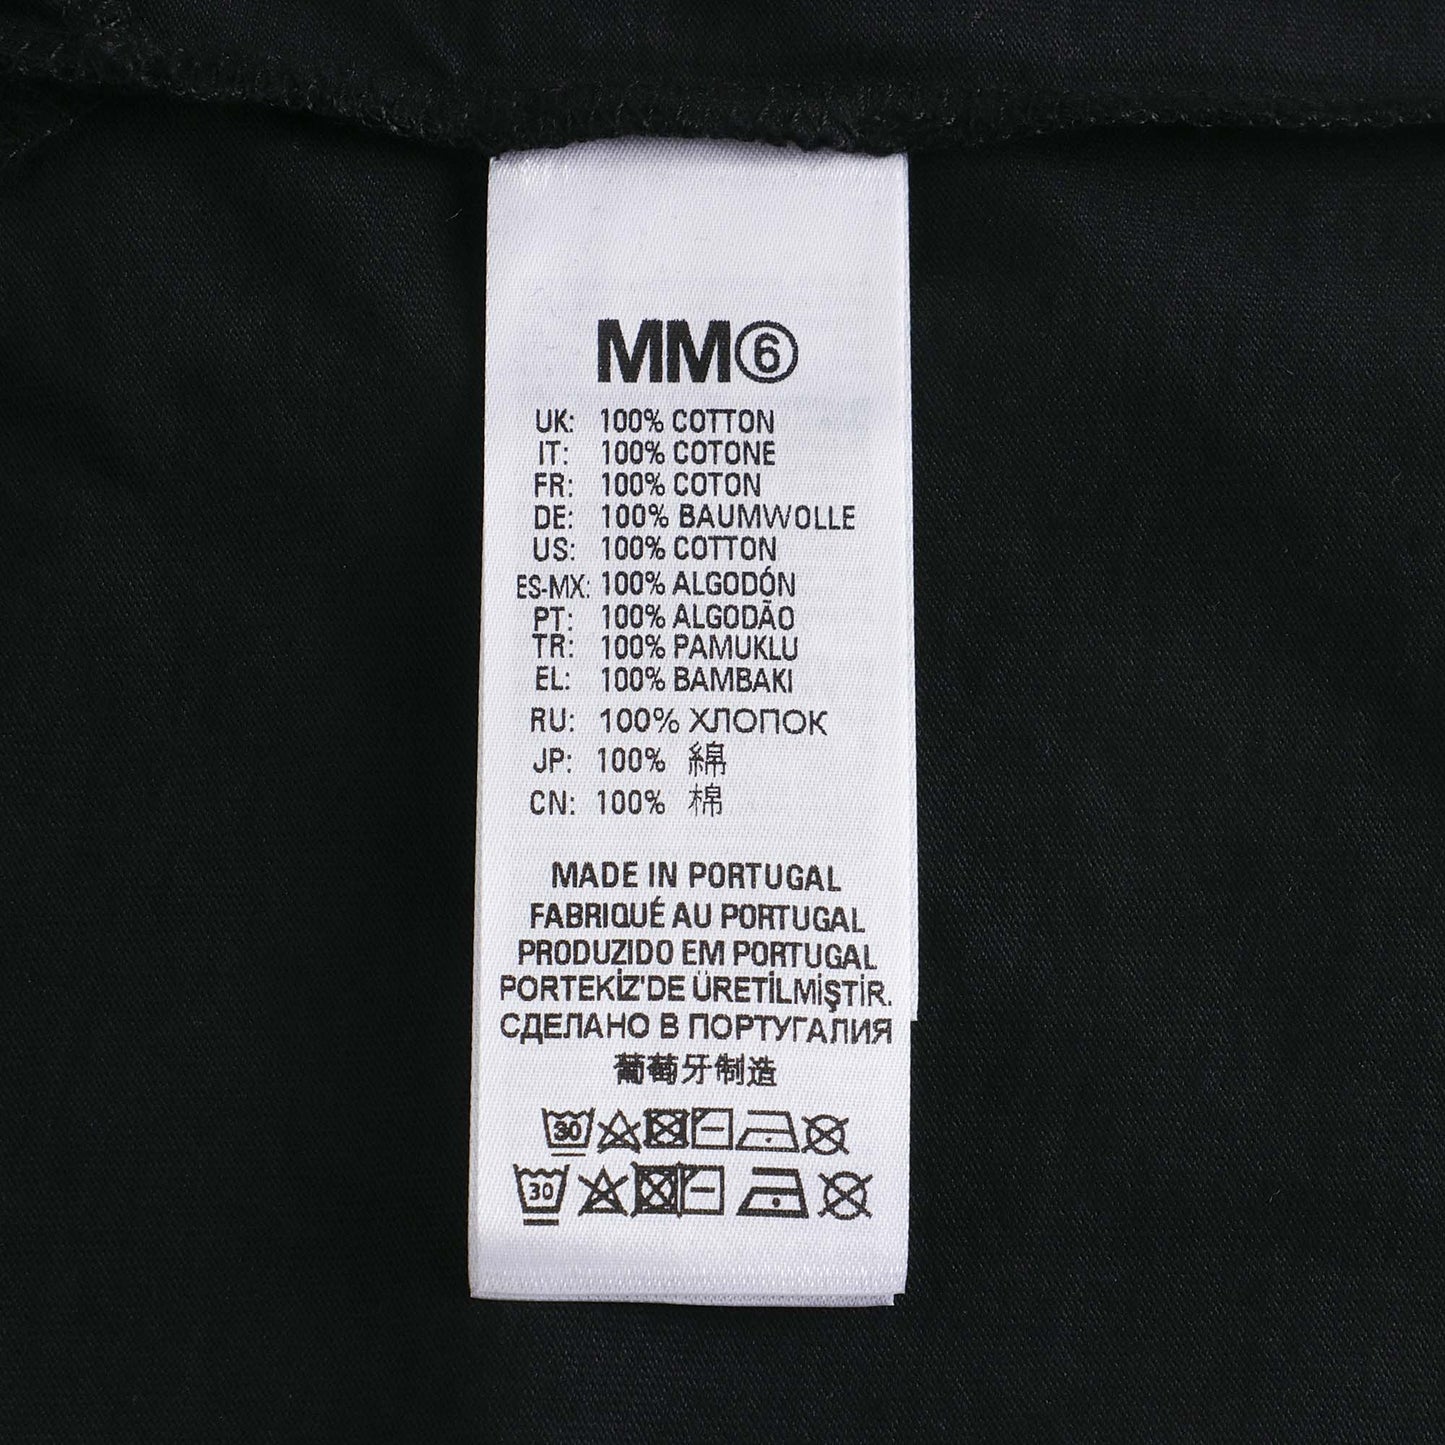 MM⑥
UK: 100% COTTON
IT: 100% COTONE
FR: 100% COTON
DE: 100% BAUMWOLLE
US: 100% COTTON
ES-MX: 100% ALGODÓN
PT: 100% ALGODÃO
TR: 100% PAMUKLU
EL: 100% BAMBAKI
RU: 100% ХЛОПОК
JP: 100% 綿
CN: 100% 棉
MADE IN PORTUGAL
FABRIQUÉ AU PORTUGAL
PRODUZIDO EM PORTUGAL
PORTEKİZ'DE ÜRETİLMİŞTİR.
СДЕЛАНО В ПОРТУГАЛИЯ
葡萄牙制造
30
30